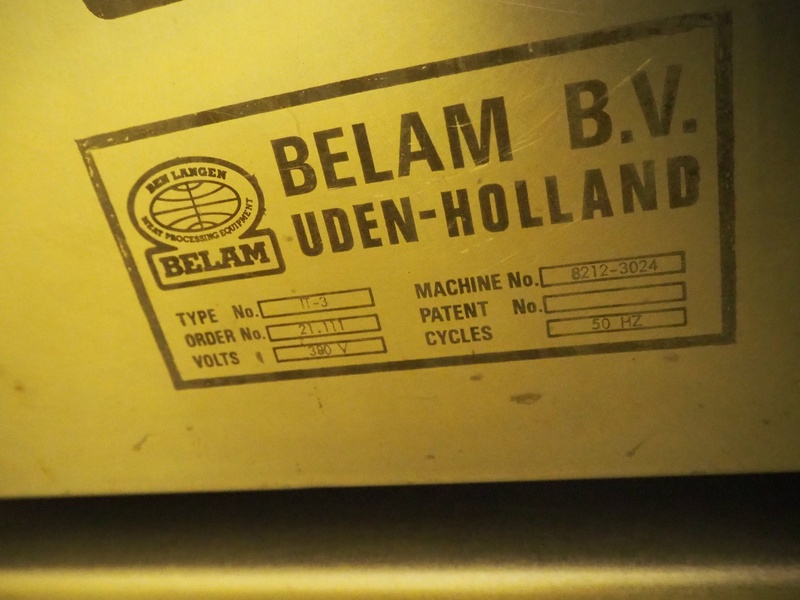 BEN LANGEN
MEAT PROCESSING EQUIPMENT
BELAM
BELAM B.V.
UDEN-HOLLAND
TYPE No. IT-3
ORDER No. 21.111
VOLTS 380 V
MACHINE No. 8212-3024
PATENT No.
CYCLES 50 HZ